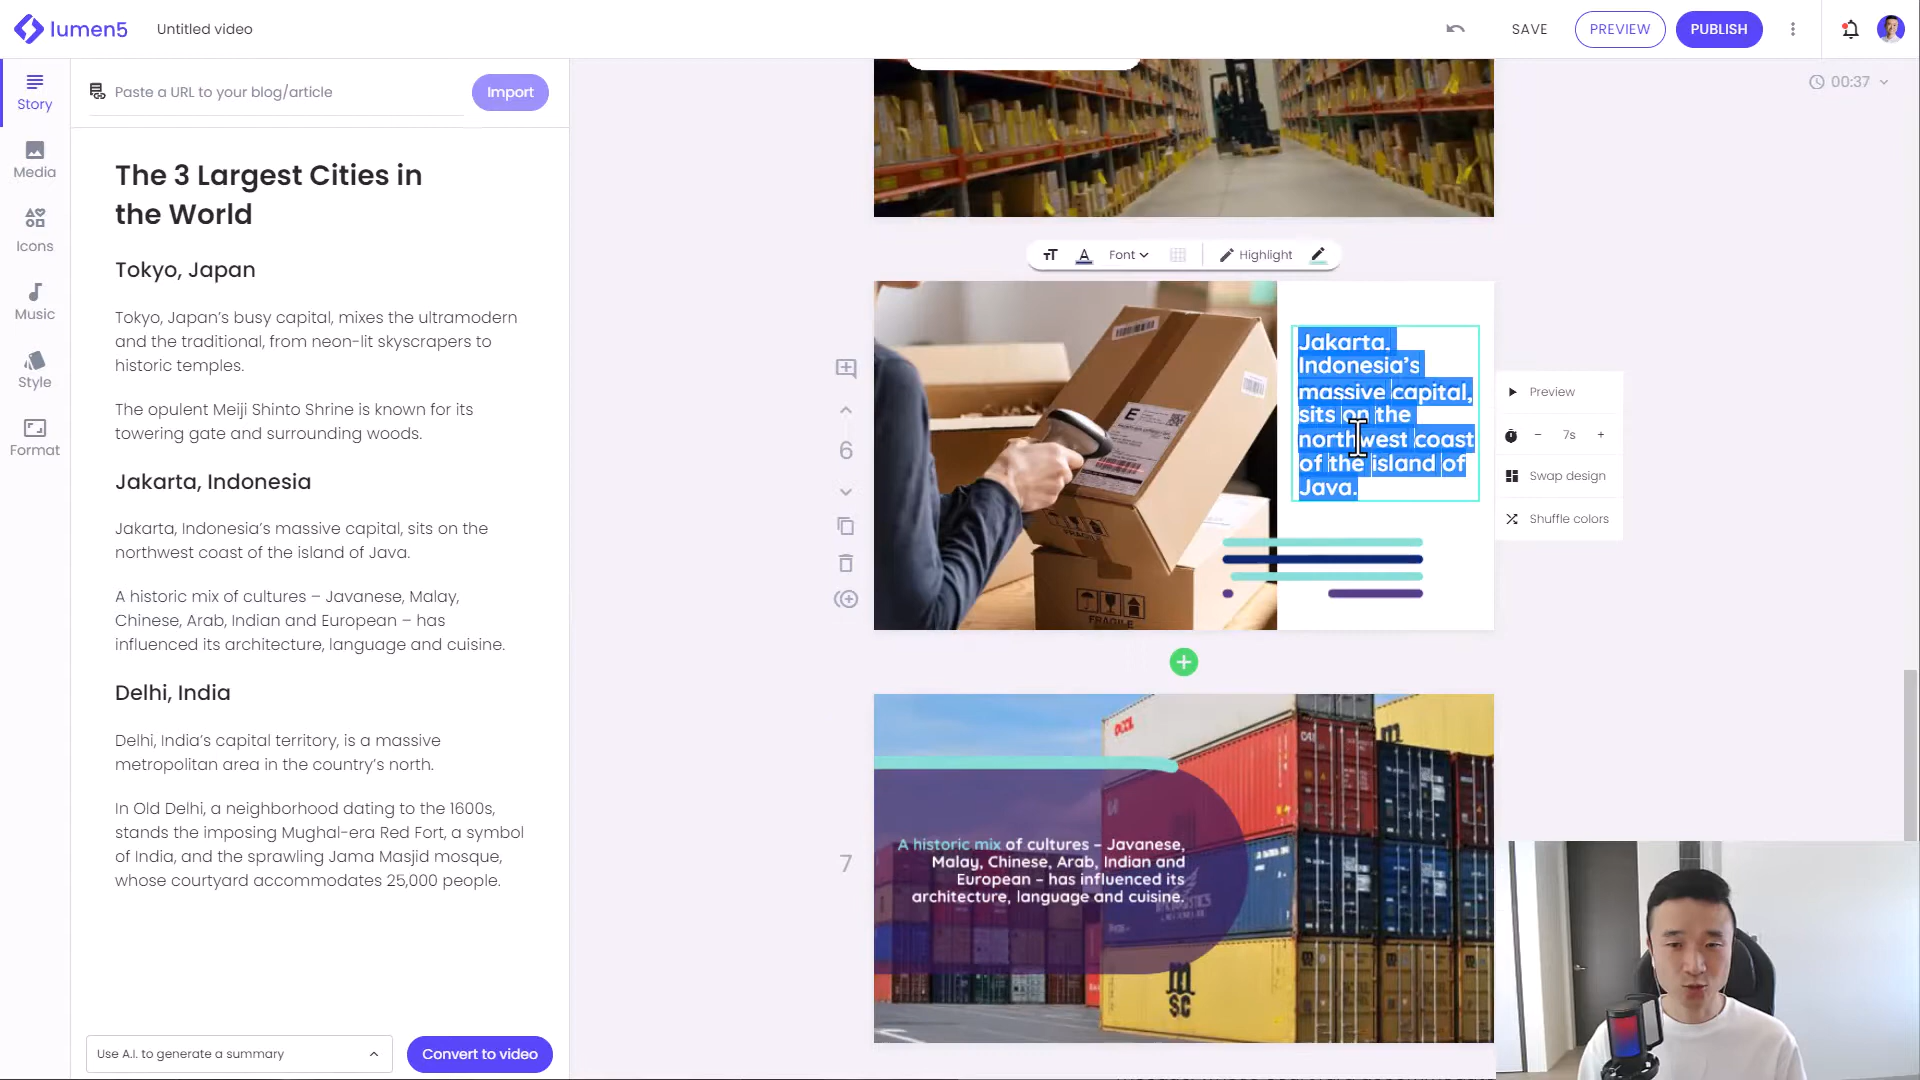 lumen5
Untitled video
SAVE
PREVIEW
PUBLISH
Story
Media
Icons
Music
Style
Format
Paste a URL to your blog/article
Import
The 3 Largest Cities in
the World
Tokyo, Japan
Tokyo, Japan’s busy capital, mixes the ultramodern
and the traditional, from neon-lit skyscrapers to
historic temples.
The opulent Meiji Shinto Shrine is known for its
towering gate and surrounding woods.
Jakarta, Indonesia
Jakarta, Indonesia’s massive capital, sits on the
northwest coast of the island of Java.
A historic mix of cultures – Javanese, Malay,
Chinese, Arab, Indian and European – has
influenced its architecture, language and cuisine.
Delhi, India
Delhi, India’s capital territory, is a massive
metropolitan area in the country’s north.
In Old Delhi, a neighborhood dating to the 1600s,
stands the imposing Mughal-era Red Fort, a symbol
of India, and the sprawling Jama Masjid mosque,
whose courtyard accommodates 25,000 people.
Use A.I. to generate a summary
Convert to video
00:37
TT A Font
Highlight
6
E
FRAGILE
Jakarta,
Indonesia’s
massive capital,
sits on the
northwest coast
of the island of
Java.
Preview
7s
Swap design
Shuffle colors
7
A historic mix of cultures – Javanese,
Malay, Chinese, Arab, Indian and
European – has influenced its
architecture, language and cuisine.
M
SC